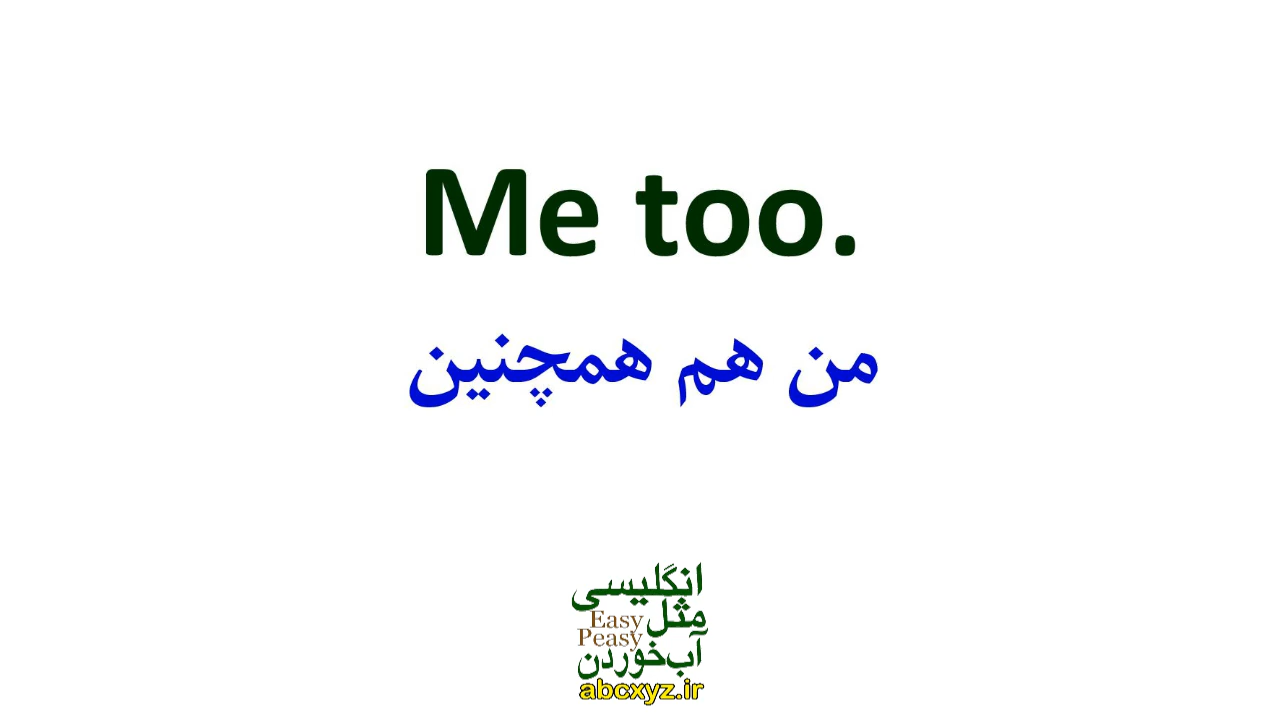 Me too.
من هم همچنین
انگلیسی
مثل
Easy
Peasy
آب‌خوردن
abcxyz.ir